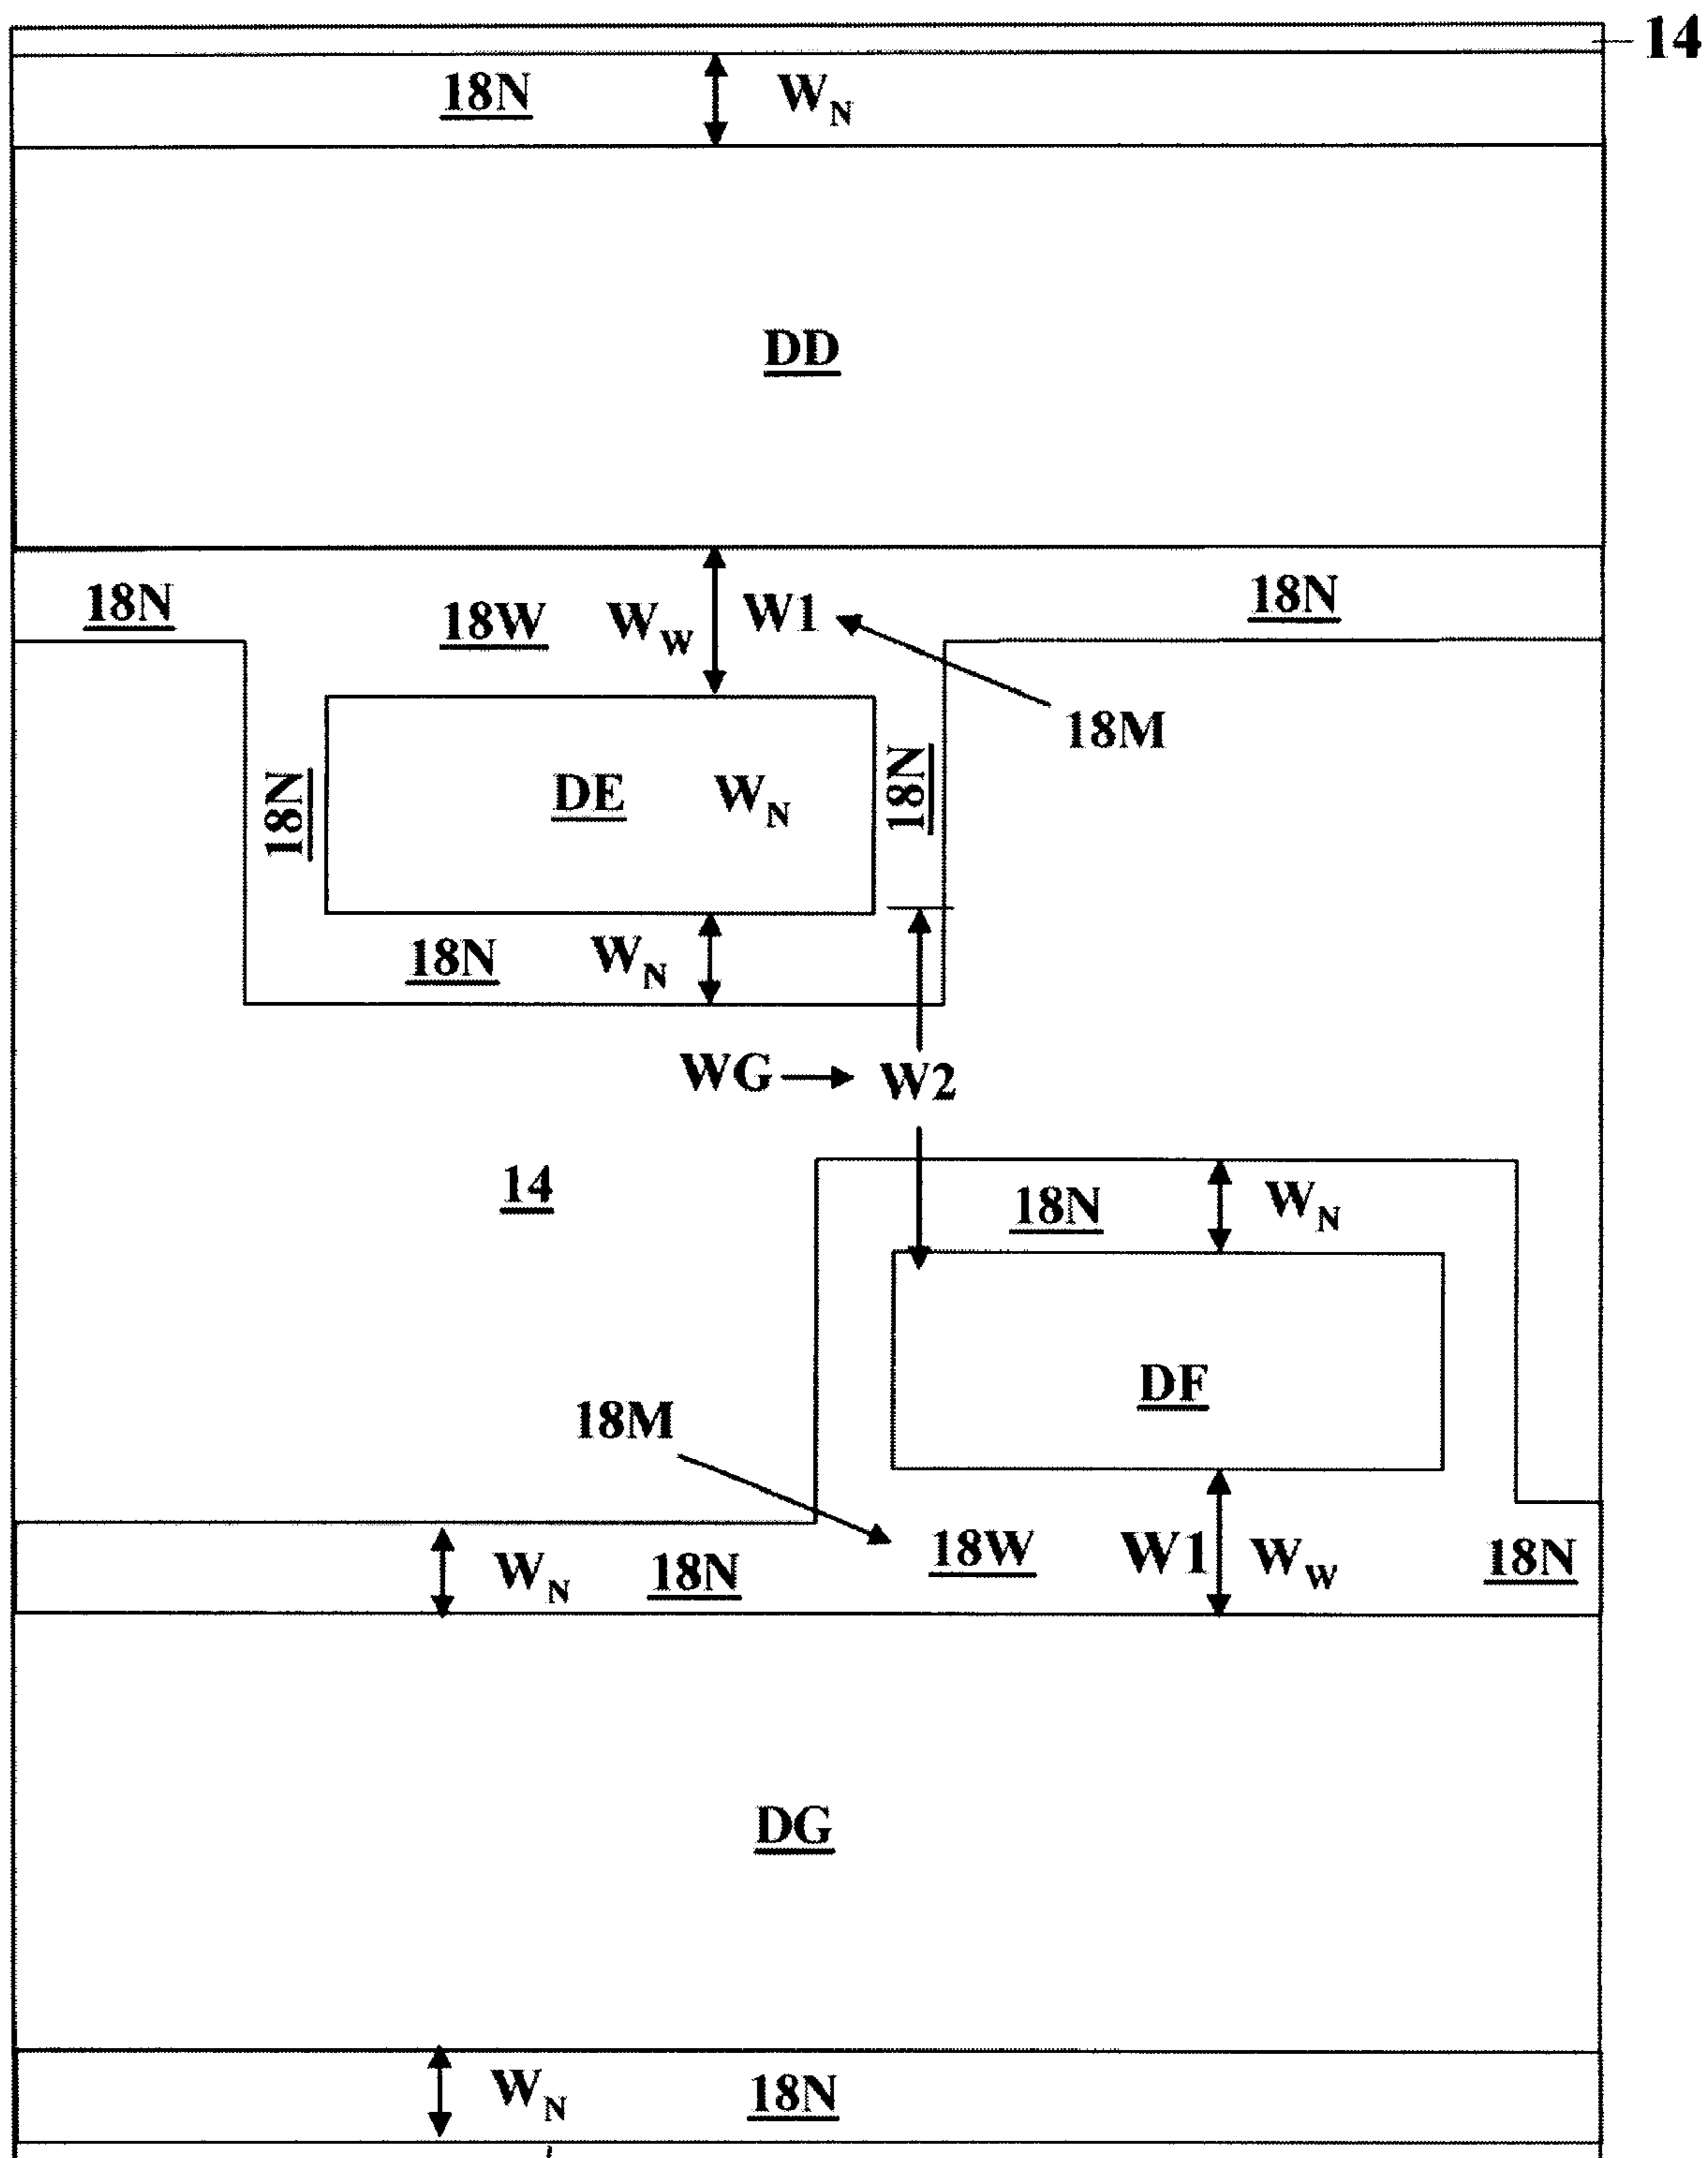 14
18N WN
DD
18N 18W WW W1 18N
18M
18N DE WN 18N
18N WN
WG W2
14
18N WN
DF
18M
18W W1 WW 18N
WN 18N
DG
WN 18N